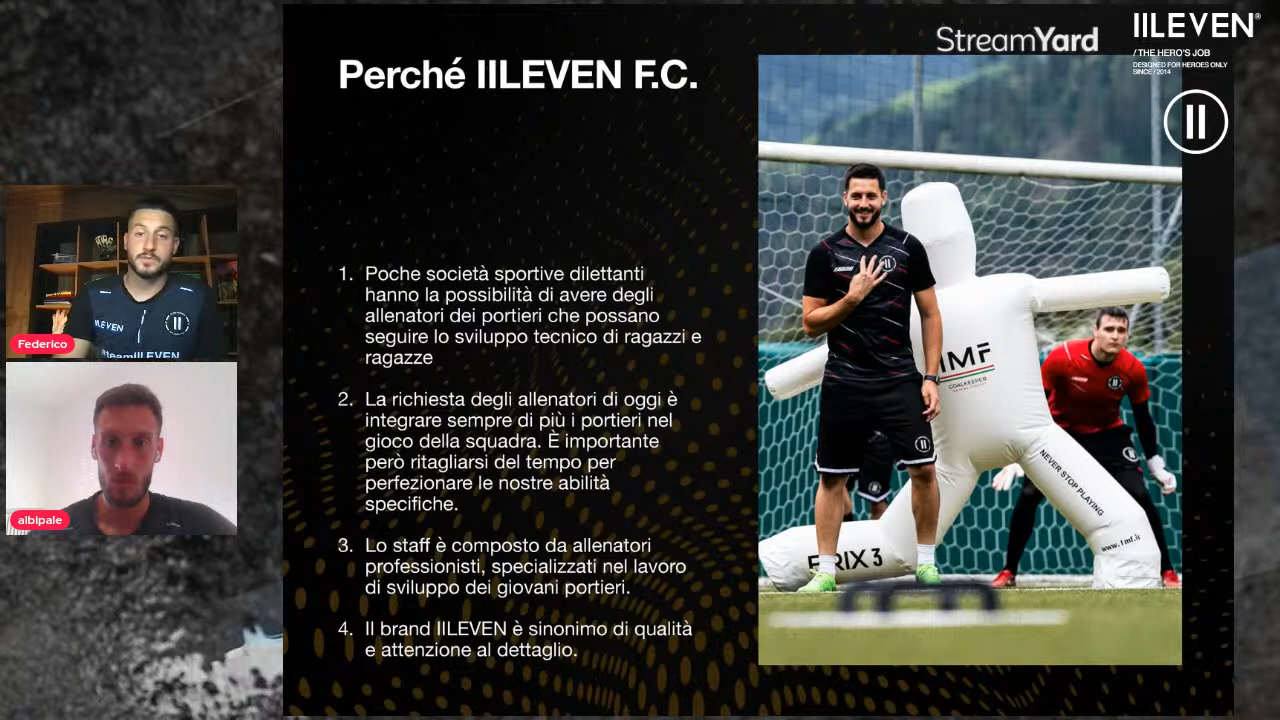 StreamYard
IILEVEN®
/ THE HERO'S JOB
DESIGNED FOR HEROES ONLY
SINCE / 2014
Perché IILEVEN F.C.
1. Poche società sportive dilettanti
hanno la possibilità di avere degli
allenatori dei portieri che possano
seguire lo sviluppo tecnico di ragazzi e
ragazze
2. La richiesta degli allenatori di oggi è
integrare sempre di più i portieri nel
gioco della squadra. È importante
però ritagliarsi del tempo per
perfezionare le nostre abilità
specifiche.
3. Lo staff è composto da allenatori
professionisti, specializzati nel lavoro
di sviluppo dei giovani portieri.
4. Il brand IILEVEN è sinonimo di qualità
e attenzione al dettaglio.
Federico
IILEVEN
#teamIILEVEN
albipale
GOALKEEPER
NEVER STOP PLAYING
www.fmf.it